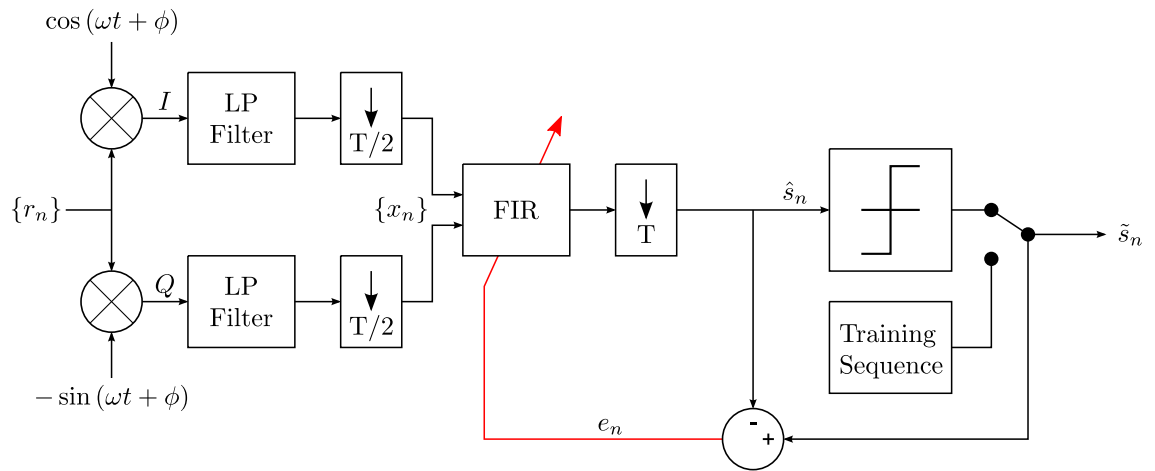 cos (ωt + ϕ)
I
LP
Filter
T/2
{r_n}
{x_n}
FIR
T
ŝ_n
s̃_n
Q
LP
Filter
T/2
− sin (ωt + ϕ)
Training
Sequence
e_n
-
+